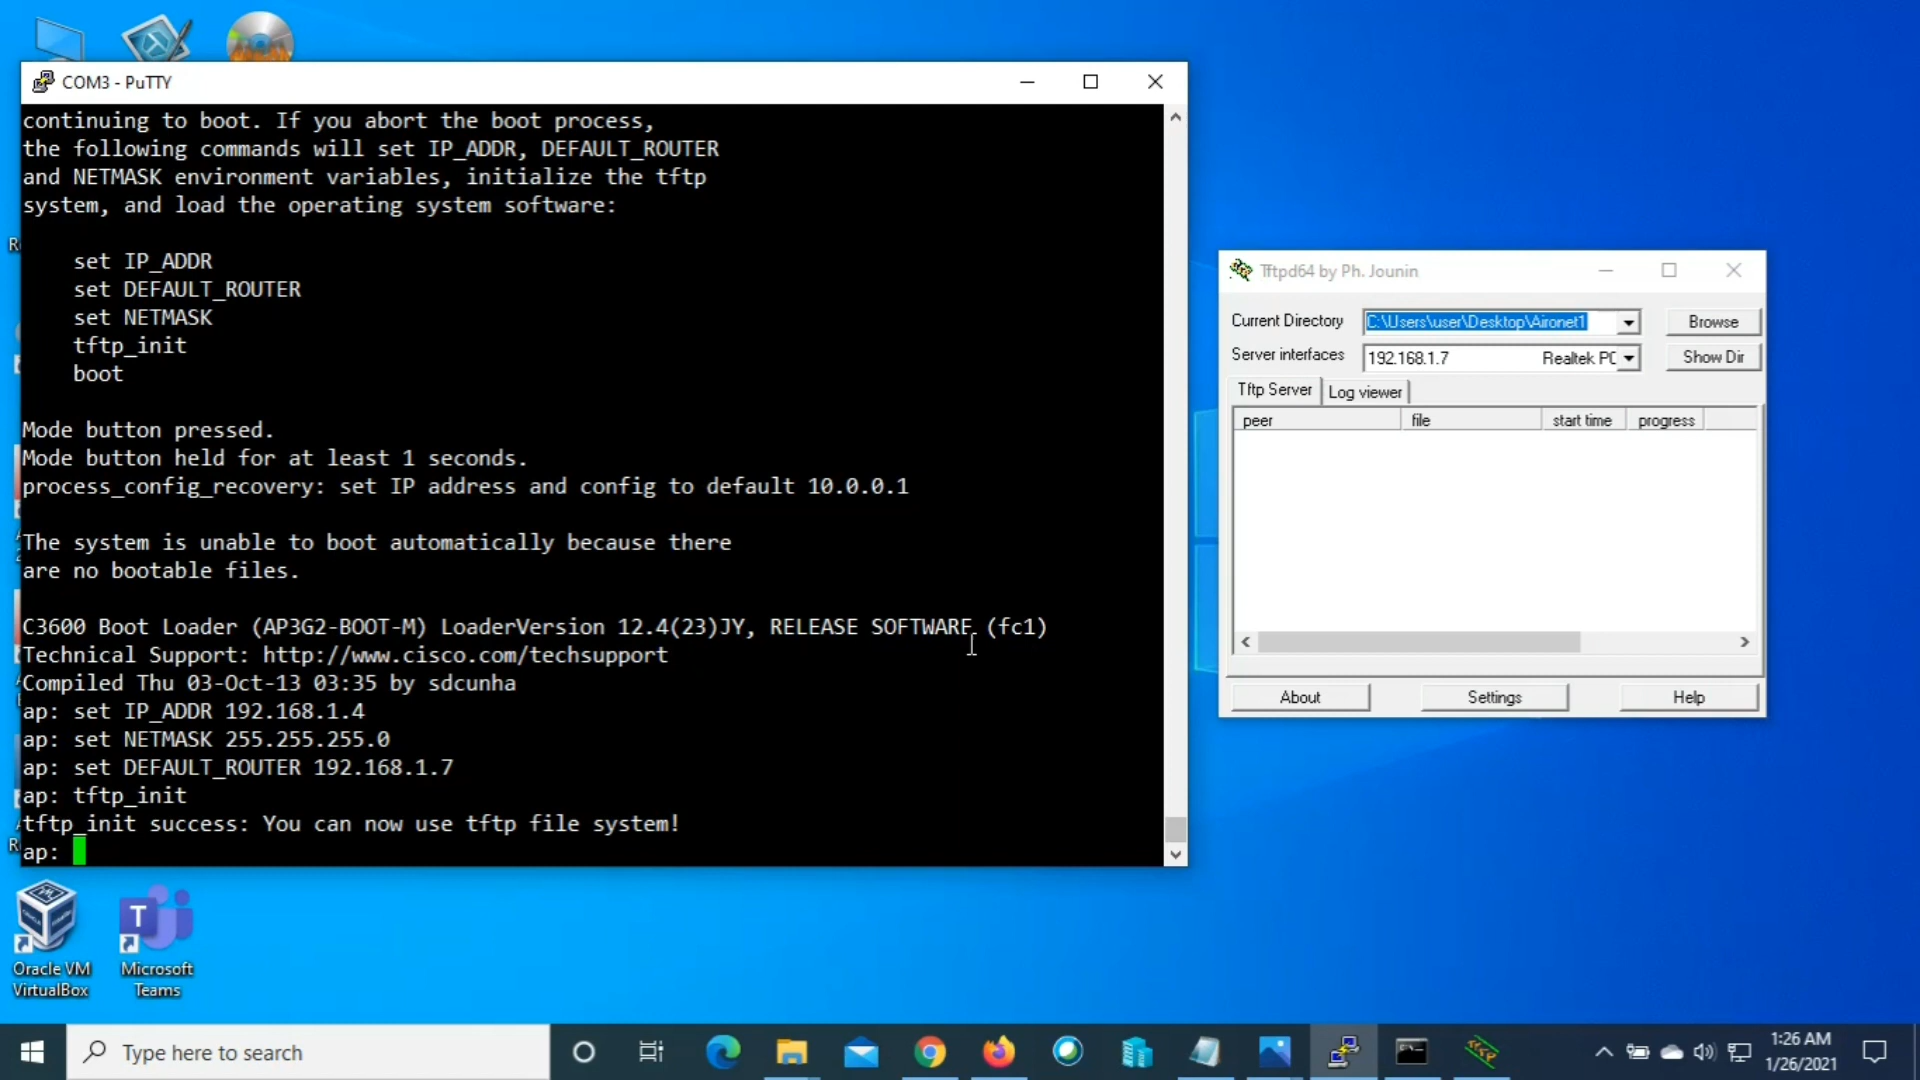 COM3 - PuTTY
continuing to boot. If you abort the boot process,
the following commands will set IP_ADDR, DEFAULT_ROUTER
and NETMASK environment variables, initialize the tftp
system, and load the operating system software:
set IP_ADDR
set DEFAULT_ROUTER
set NETMASK
tftp_init
boot
Mode button pressed.
Mode button held for at least 1 seconds.
process_config_recovery: set IP address and config to default 10.0.0.1
The system is unable to boot automatically because there
are no bootable files.
C3600 Boot Loader (AP3G2-BOOT-M) LoaderVersion 12.4(23)JY, RELEASE SOFTWARE (fc1)
Technical Support: http://www.cisco.com/techsupport
Compiled Thu 03-Oct-13 03:35 by sdcunha
ap: set IP_ADDR 192.168.1.4
ap: set NETMASK 255.255.255.0
ap: set DEFAULT_ROUTER 192.168.1.7
ap: tftp_init
tftp_init success: You can now use tftp file system!
ap:
Tftpd64 by Ph. Jounin
Current Directory C:\Users\user\Desktop\Aironet1 Browse
Server interfaces 192.168.1.7 Realtek PC Show Dir
Tftp Server Log viewer
peer file start time progress
About Settings Help
Oracle VM
VirtualBox
Microsoft
Teams
Type here to search
1:26 AM
1/26/2021